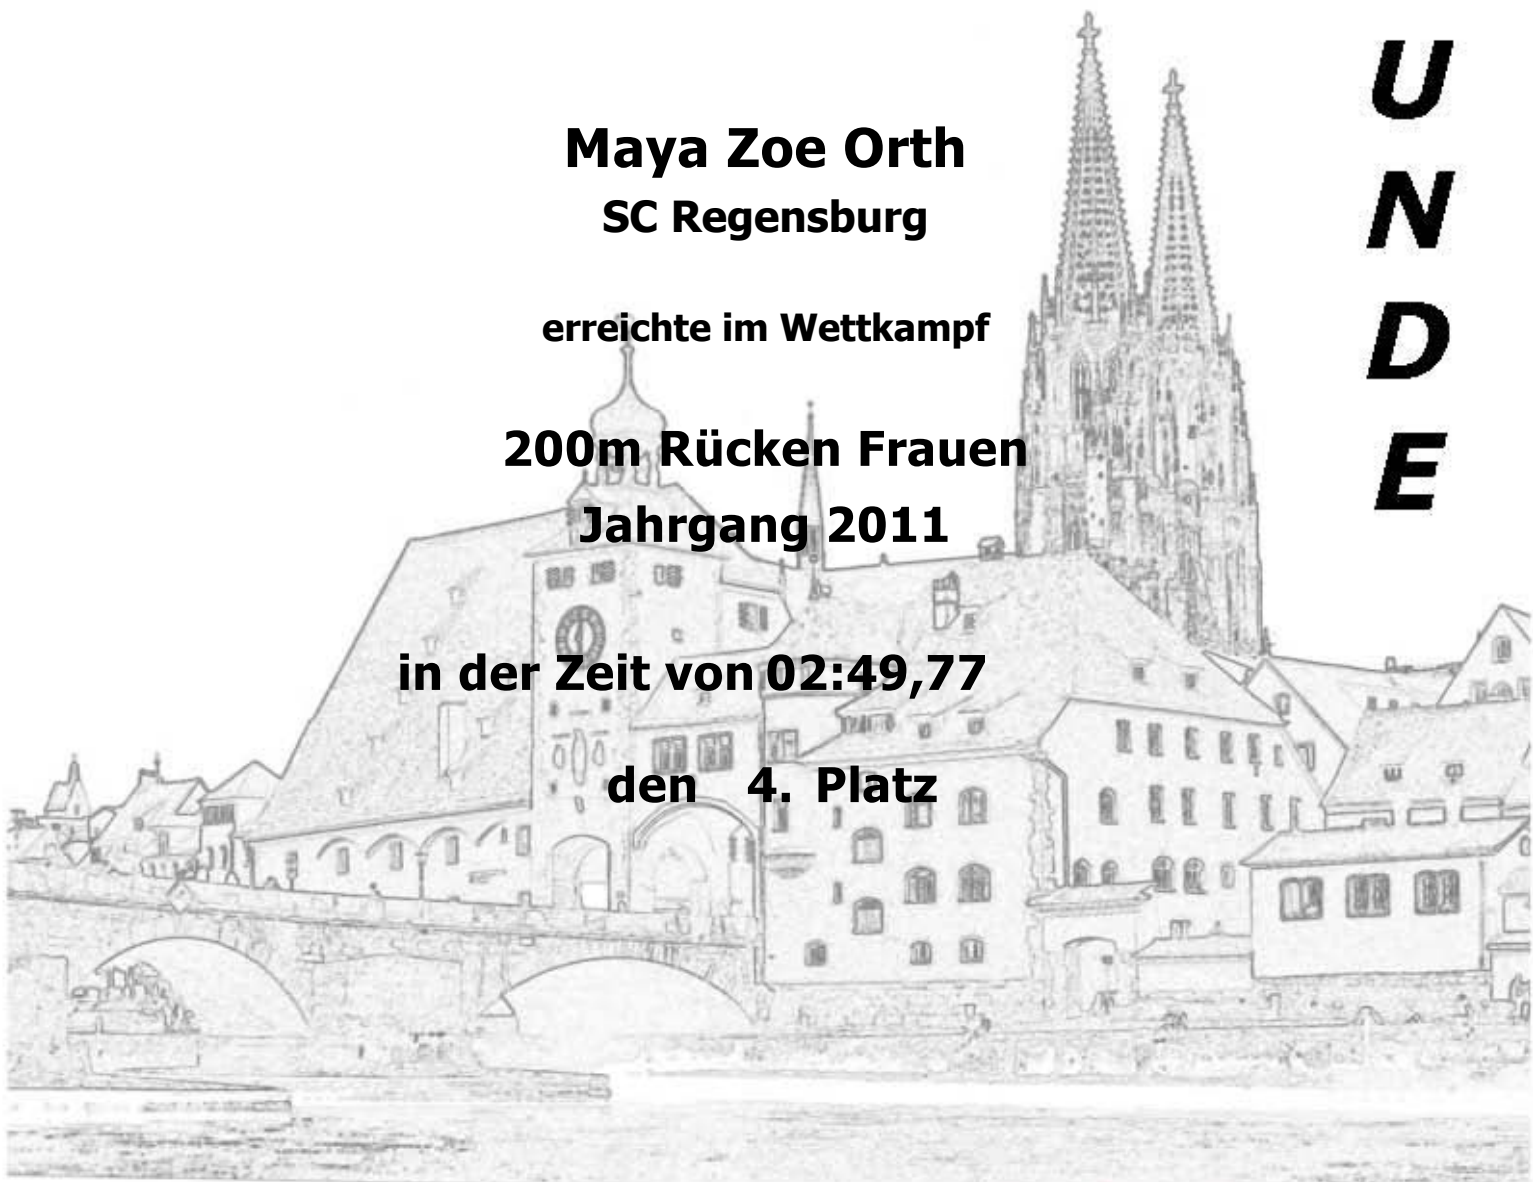 Maya Zoe Orth
SC Regensburg
erreichte im Wettkampf
200m Rücken Frauen
Jahrgang 2011
in der Zeit von 02:49,77
den 4. Platz
U
N
D
E